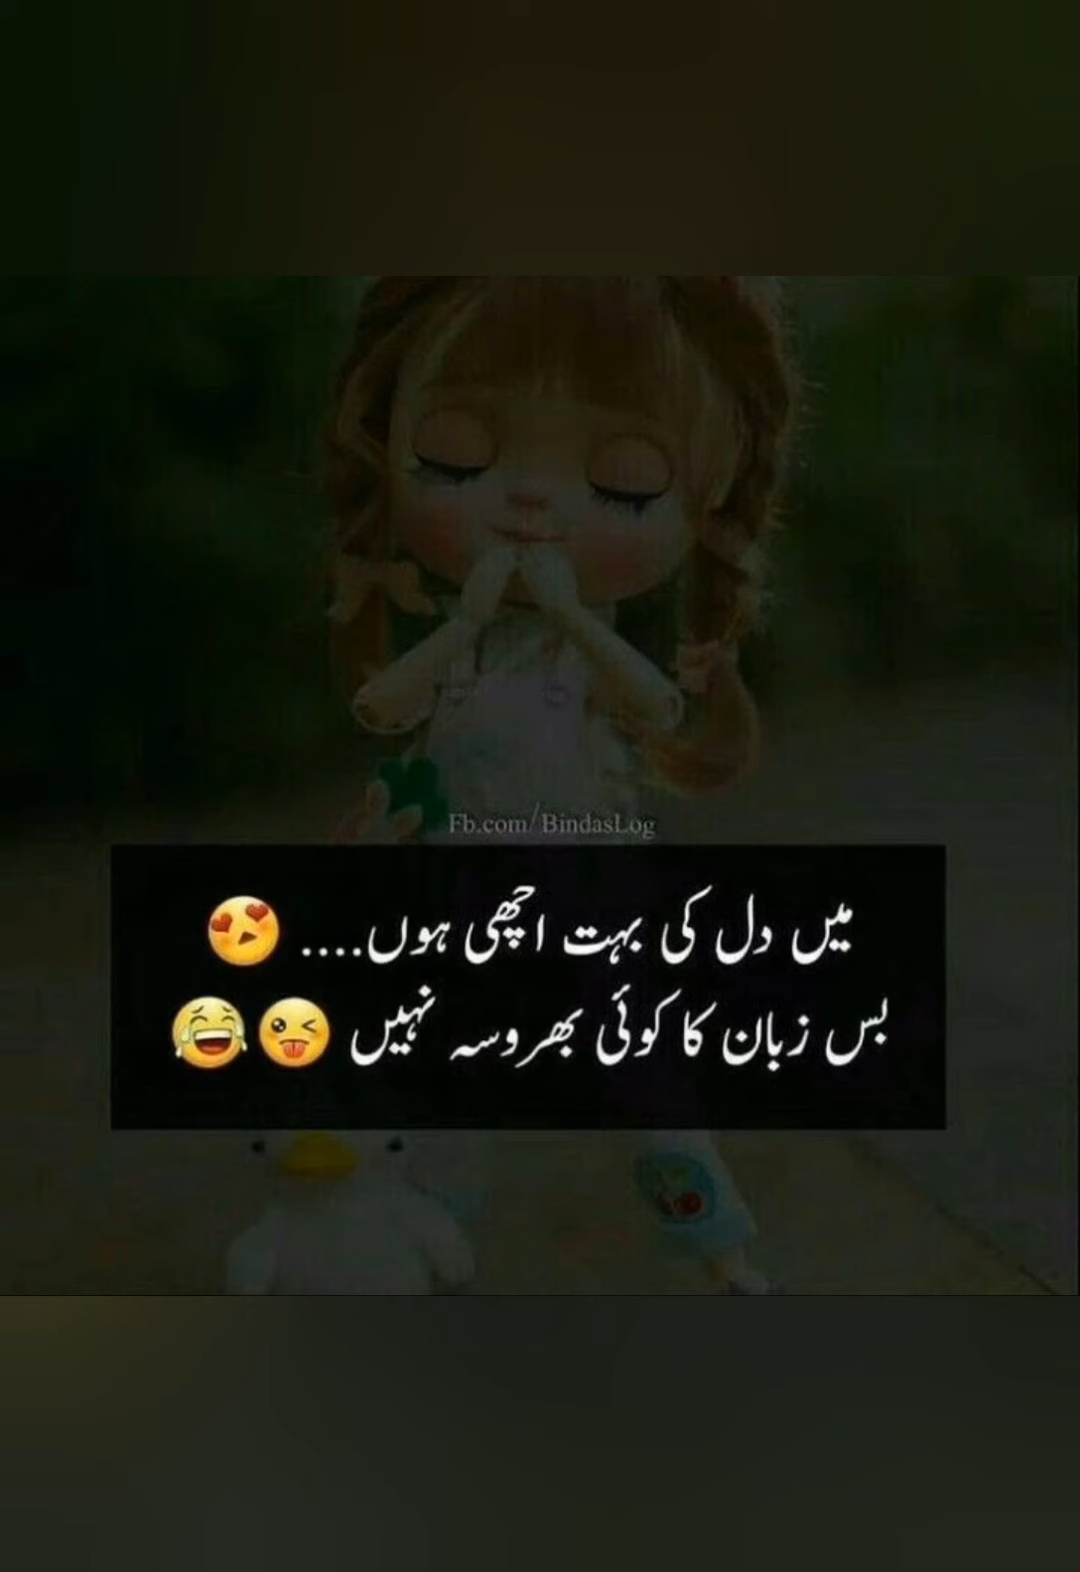 Fb.com/BindasLog
میں دل کی بہت اچھی ہوں.... 😍
بس زبان کا کوئی بھروسہ نہیں 😜😂